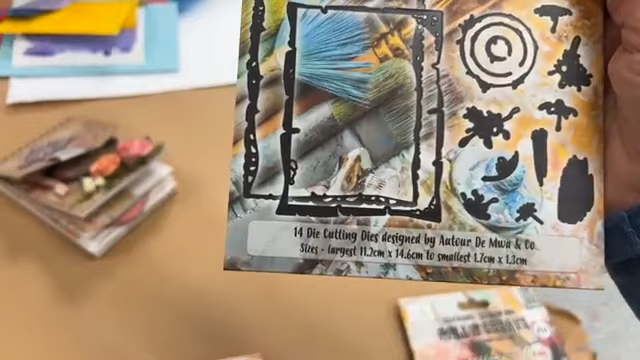 14 Die Cutting Dies designed by Autour De Mwa & Co
Sizes - largest 11.2cm x 14.6cm to smallest 1.7cm x 1.3cm